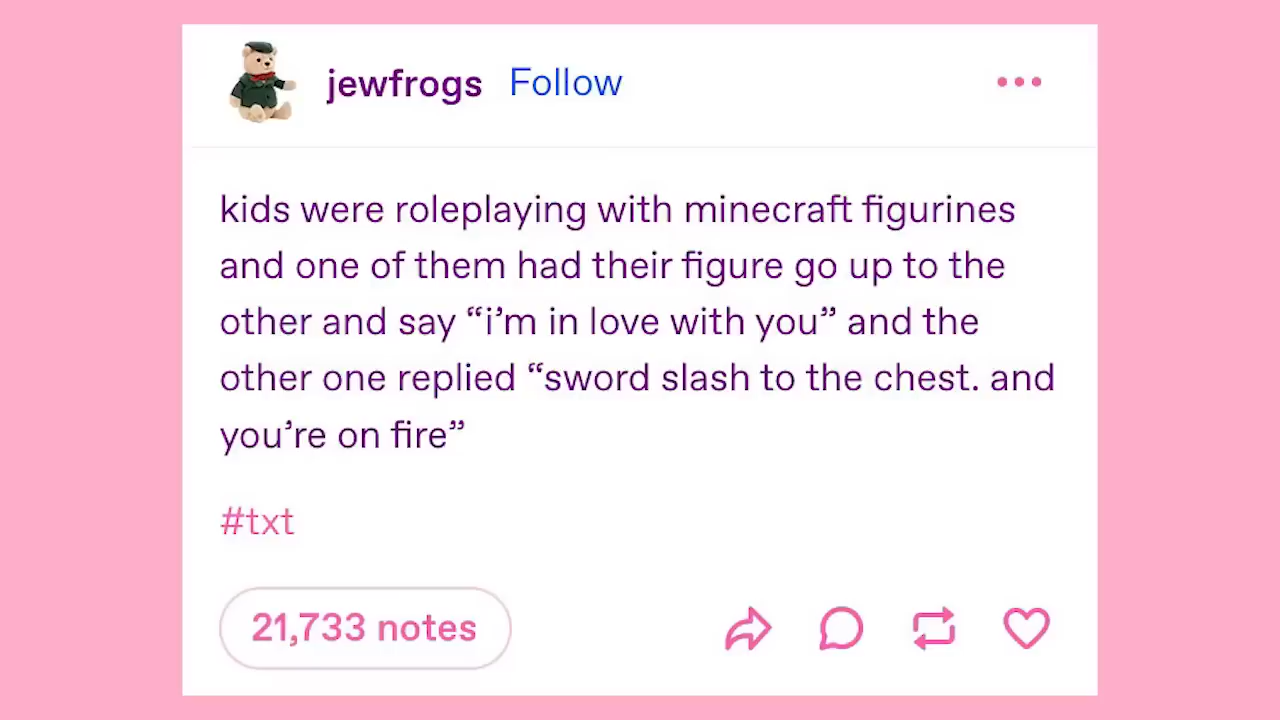 jewfrogs Follow
kids were roleplaying with minecraft figurines
and one of them had their figure go up to the
other and say “i’m in love with you” and the
other one replied “sword slash to the chest. and
you’re on fire”
#txt
21,733 notes